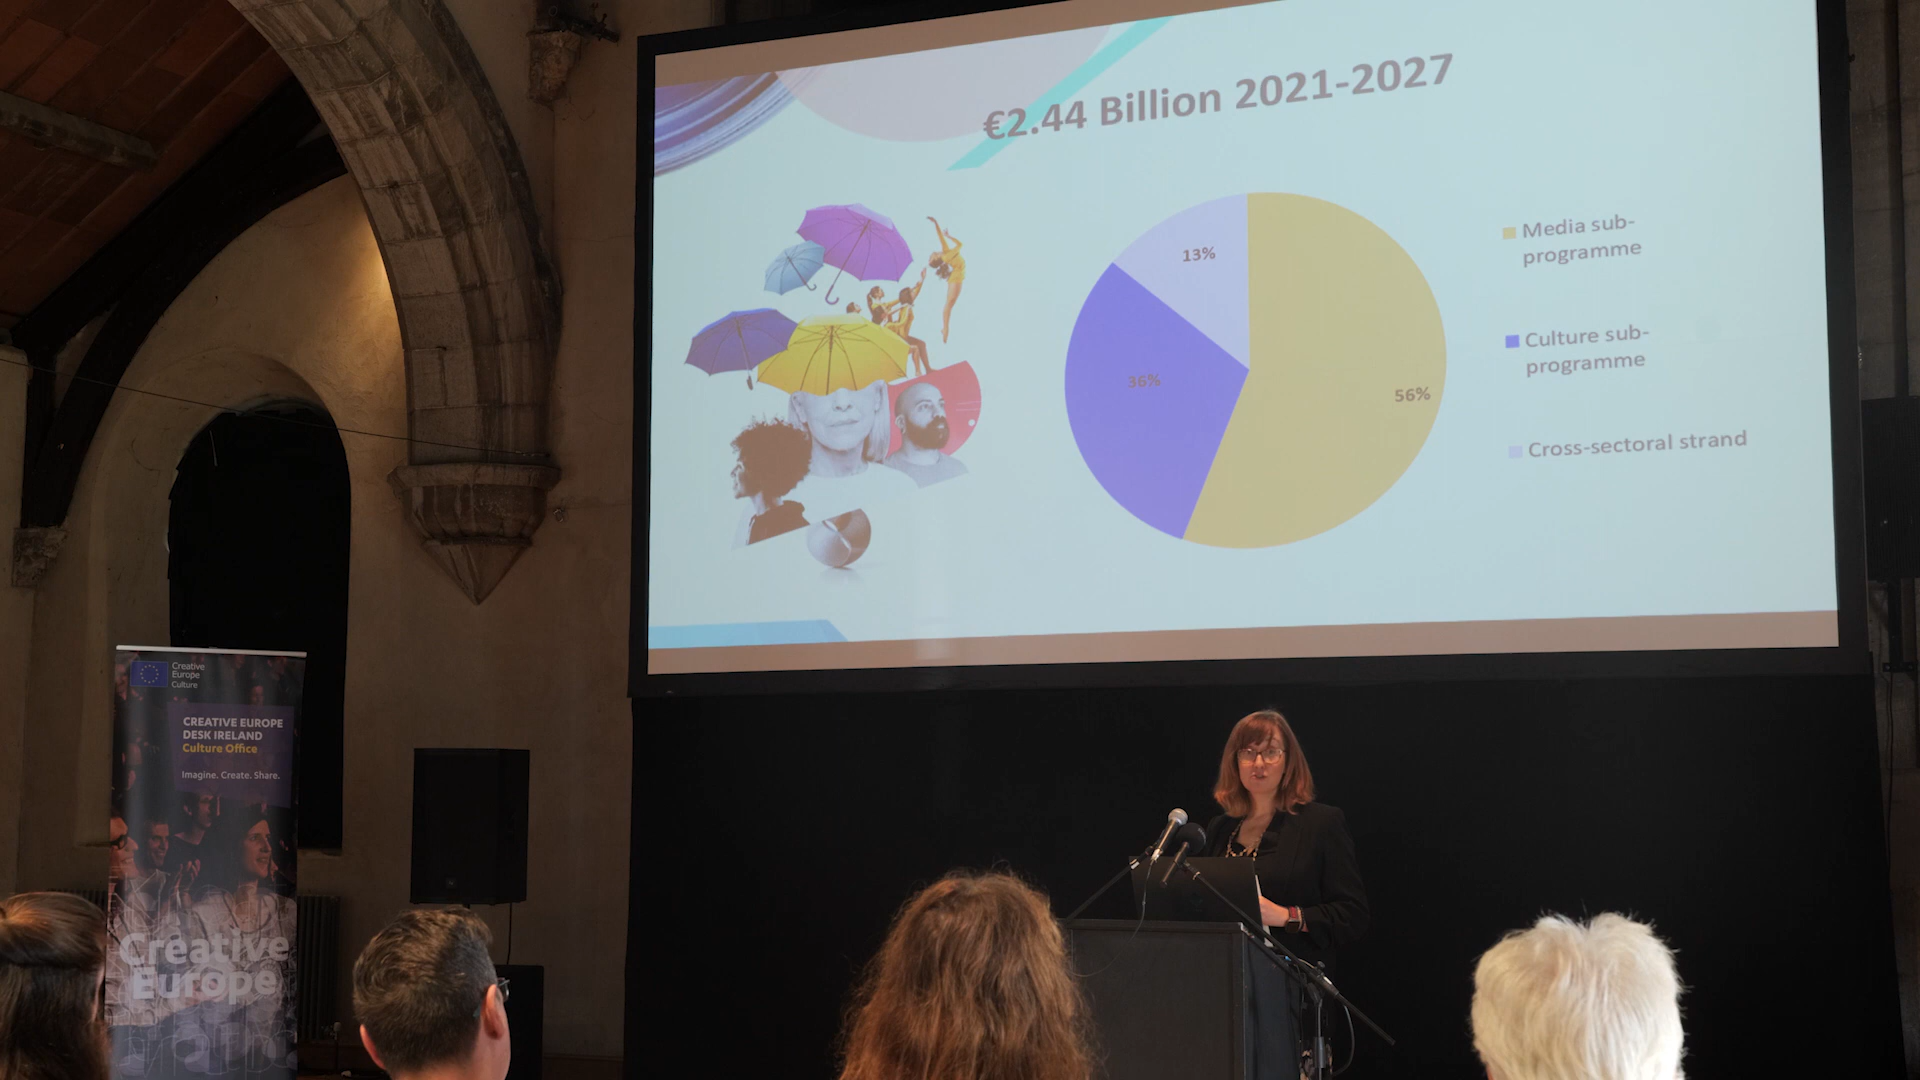 €2.44 Billion 2021-2027
13%
36%
56%
Media sub-
programme
Culture sub-
programme
Cross-sectoral strand
Creative
Europe
Culture
CREATIVE EUROPE
DESK IRELAND
Culture Office
Imagine. Create. Share.
Creative
Europe